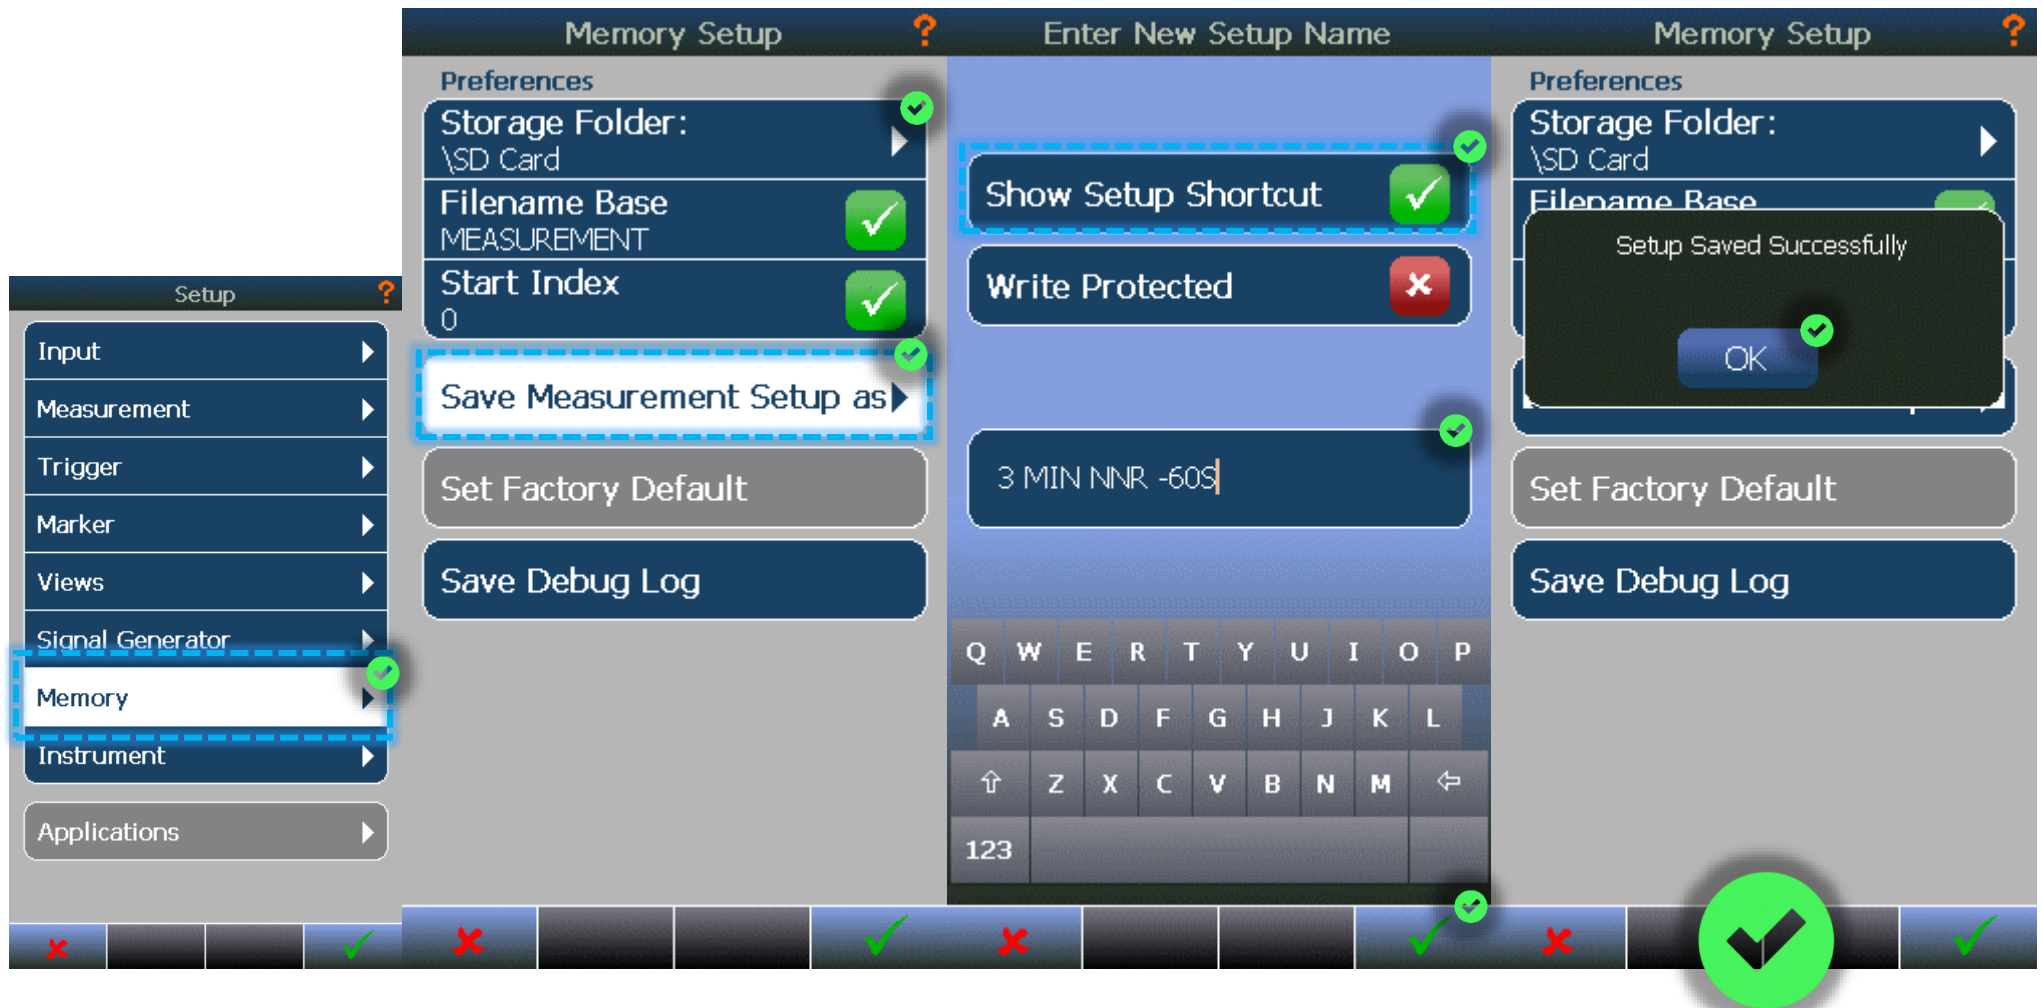 Setup ?
Input
Measurement
Trigger
Marker
Views
Signal Generator
Memory
Instrument
Applications
Memory Setup ?
Preferences
Storage Folder:
\SD Card
Filename Base
MEASUREMENT
Start Index
0
Save Measurement Setup as
Set Factory Default
Save Debug Log
Enter New Setup Name
Show Setup Shortcut
Write Protected
3 MIN NNR -60S
Q W E R T Y U I O P
A S D F G H J K L
Z X C V B N M
123
Memory Setup ?
Preferences
Storage Folder:
\SD Card
Filename Base
Setup Saved Successfully
OK
Set Factory Default
Save Debug Log